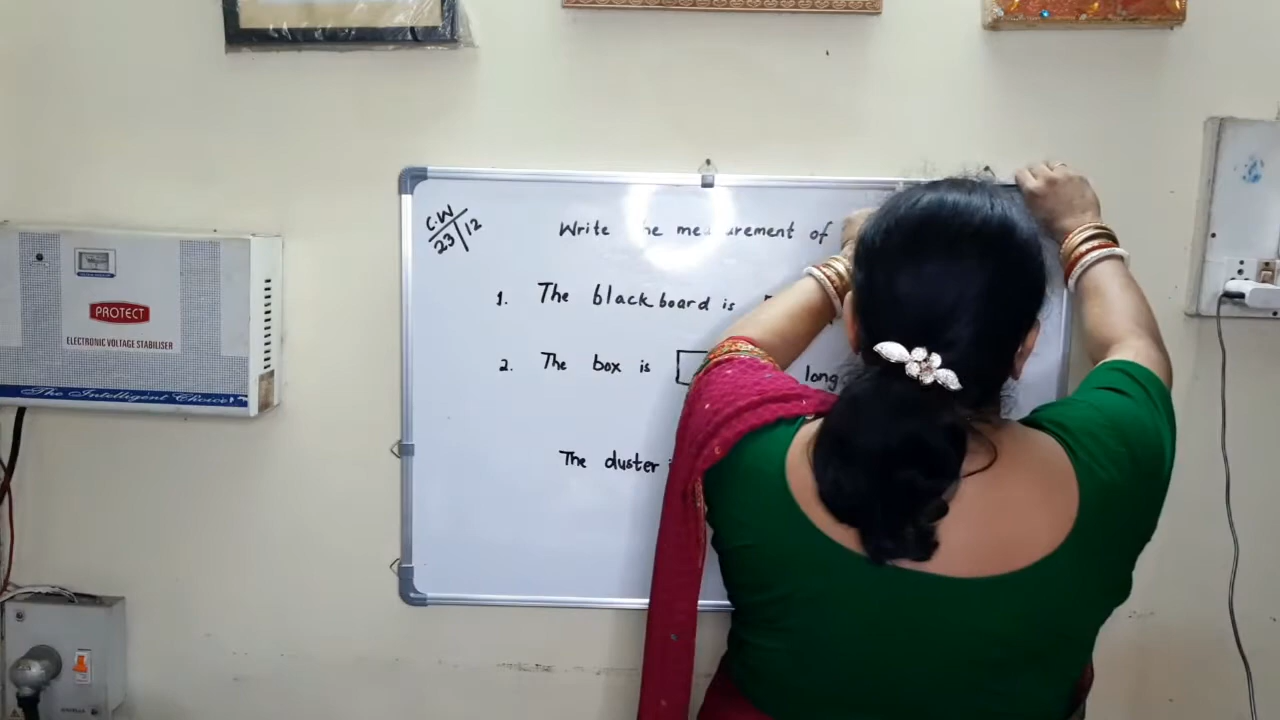 C.W
23/12
Write the measurement of
1. The blackboard is
2. The box is long
The duster
PROTECT
ELECTRONIC VOLTAGE STABILISER
The Intelligent Choice